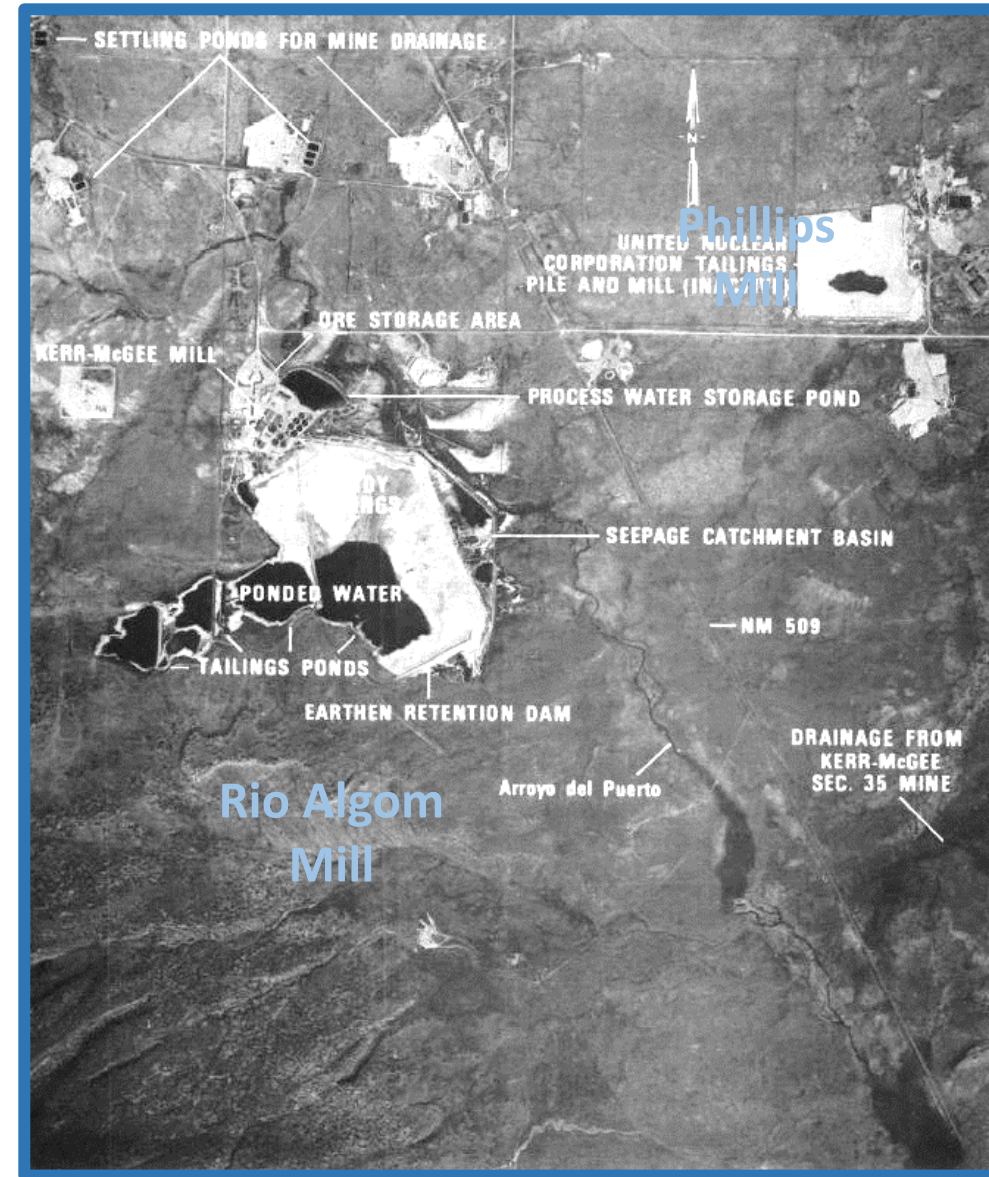 SETTLING PONDS FOR MINE DRAINAGE
N
Phillips
Mill
UNITED NUCLEAR
CORPORATION TAILINGS
PILE AND MILL
ORE STORAGE AREA
KERR-McGEE MILL
PROCESS WATER STORAGE POND
SEEPAGE CATCHMENT BASIN
PONDED WATER
NM 509
TAILINGS PONDS
EARTHEN RETENTION DAM
DRAINAGE FROM
KERR-McGEE
SEC. 35 MINE
Arroyo del Puerto
Rio Algom
Mill